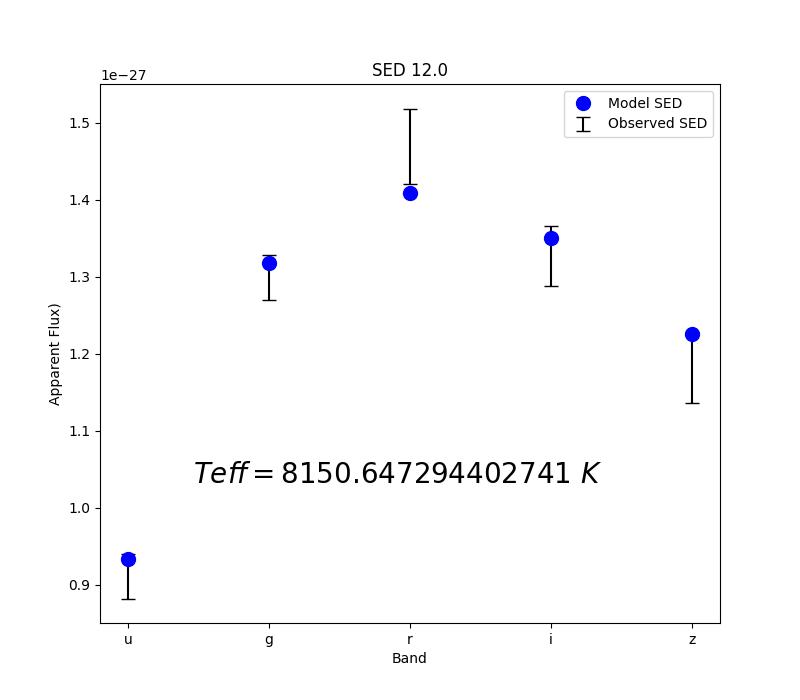 SED 12.0
1e−27
Model SED
Observed SED
1.5
1.4
1.3
1.2
1.1
1.0
0.9
Apparent Flux)
Teff = 8150.647294402741 K
u g r i z
Band